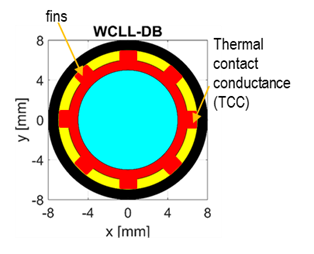 fins
WCLL-DB
Thermal
contact
conductance
(TCC)
y [mm]
8
4
0
-4
-8
-8 -4 0 4 8
x [mm]